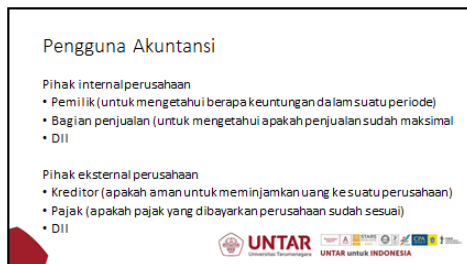 Pengguna Akuntansi
Pihak internal perusahaan
• Pemilik (untuk mengetahui berapa keuntungan dalam suatu periode)
• Bagian penjualan (untuk mengetahui apakah penjualan sudah maksimal
• Dll
Pihak eksternal perusahaan
• Kreditor (apakah aman untuk meminjamkan uang ke suatu perusahaan)
• Pajak (apakah pajak yang dibayarkan perusahaan sudah sesuai)
• Dll
UNTAR
Universitas Tarumanagara
UNTAR untuk INDONESIA